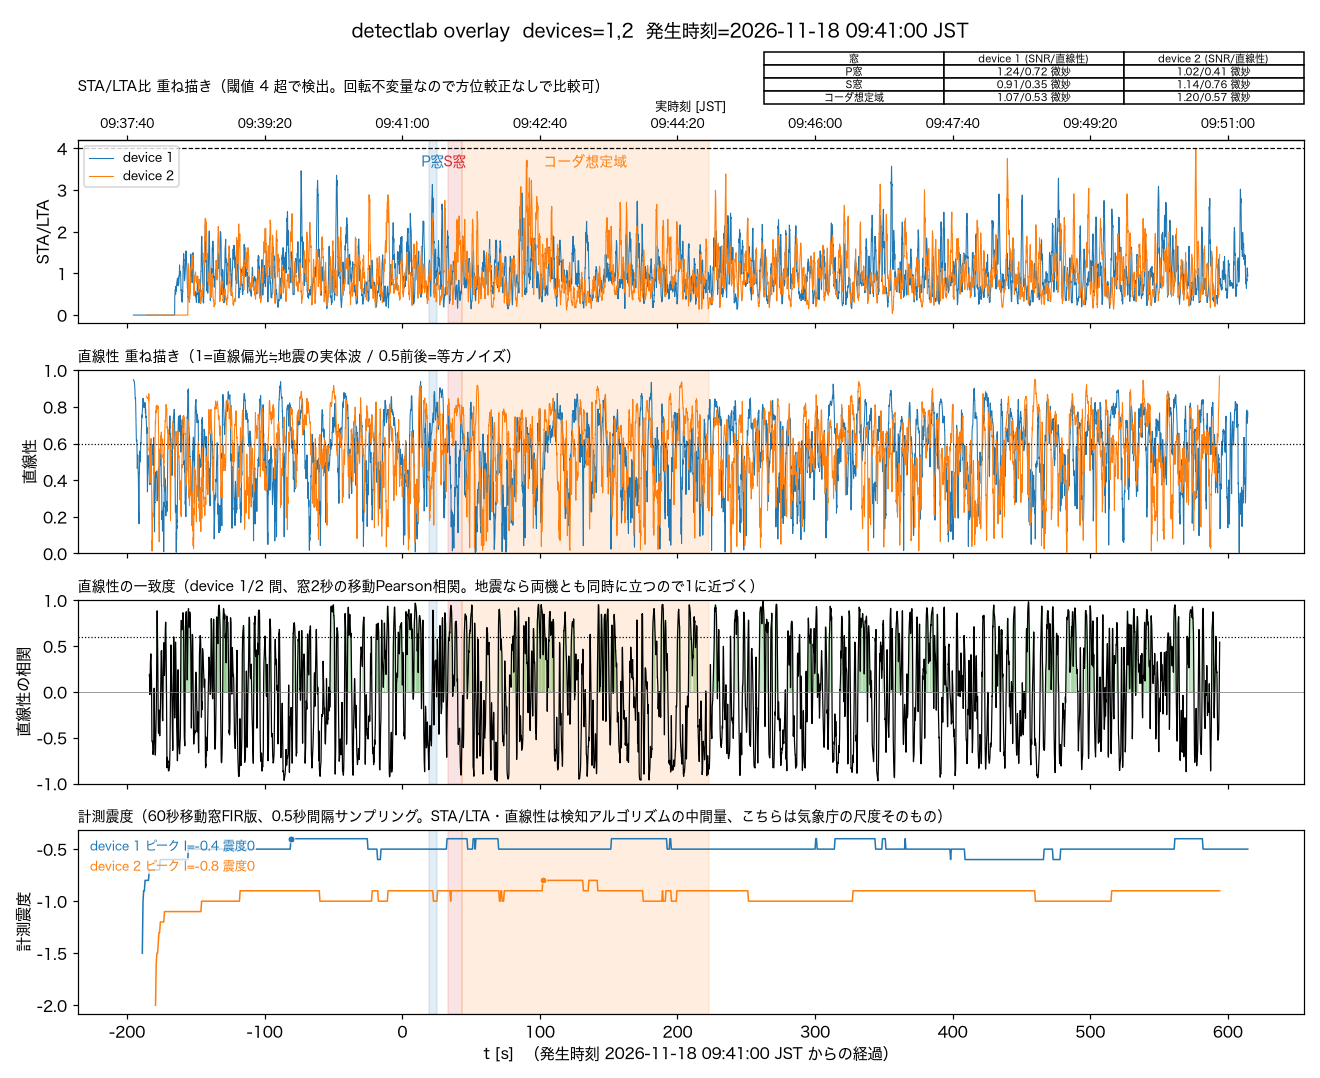 detectlab overlay devices=1,2 発生時刻=2026-11-18 09:41:00 JST
窓 device 1 (SNR/直線性) device 2 (SNR/直線性)
P窓 1.24/0.72 微妙 1.02/0.41 微妙
S窓 0.91/0.35 微妙 1.14/0.76 微妙
コーダ想定域 1.07/0.53 微妙 1.20/0.57 微妙
STA/LTA比 重ね描き（閾値 4 超で検出。回転不変量なので方位較正なしで比較可）
実時刻 [JST]
09:37:40 09:39:20 09:41:00 09:42:40 09:44:20 09:46:00 09:47:40 09:49:20 09:51:00
STA/LTA
4
3
2
1
0
device 1
device 2
P窓 S窓 コーダ想定域
直線性 重ね描き（1=直線偏光≒地震の実体波 / 0.5前後=等方ノイズ）
直線性
1.0
0.8
0.6
0.4
0.2
0.0
直線性の一致度（device 1/2 間、窓2秒の移動Pearson相関。地震なら両機とも同時に立つので1に近づく）
直線性の相関
1.0
0.5
0.0
-0.5
-1.0
計測震度（60秒移動窓FIR版、0.5秒間隔サンプリング。STA/LTA・直線性は検知アルゴリズムの中間量、こちらは気象庁の尺度そのもの）
計測震度
-0.5
-1.0
-1.5
-2.0
device 1 ピーク I=-0.4 震度0
device 2 ピーク I=-0.8 震度0
-200 -100 0 100 200 300 400 500 600
t [s] （発生時刻 2026-11-18 09:41:00 JST からの経過）